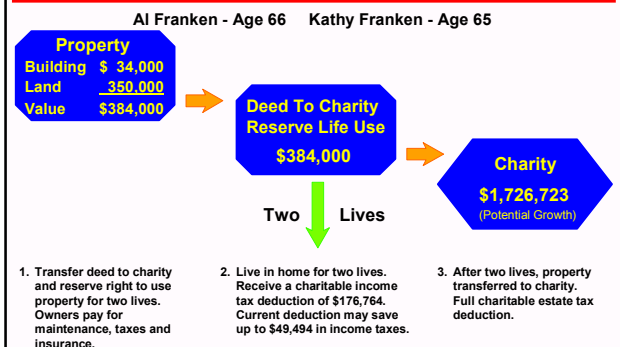 Al Franken - Age 66 Kathy Franken - Age 65
Property
Building $ 34,000
Land 350,000
Value $384,000
Deed To Charity
Reserve Life Use
$384,000
Charity
$1,726,723
(Potential Growth)
Two Lives
1. Transfer deed to charity
and reserve right to use
property for two lives.
Owners pay for
maintenance, taxes and
insurance.
2. Live in home for two lives.
Receive a charitable income
tax deduction of $176,764.
Current deduction may save
up to $49,494 in income taxes.
3. After two lives, property
transferred to charity.
Full charitable estate tax
deduction.